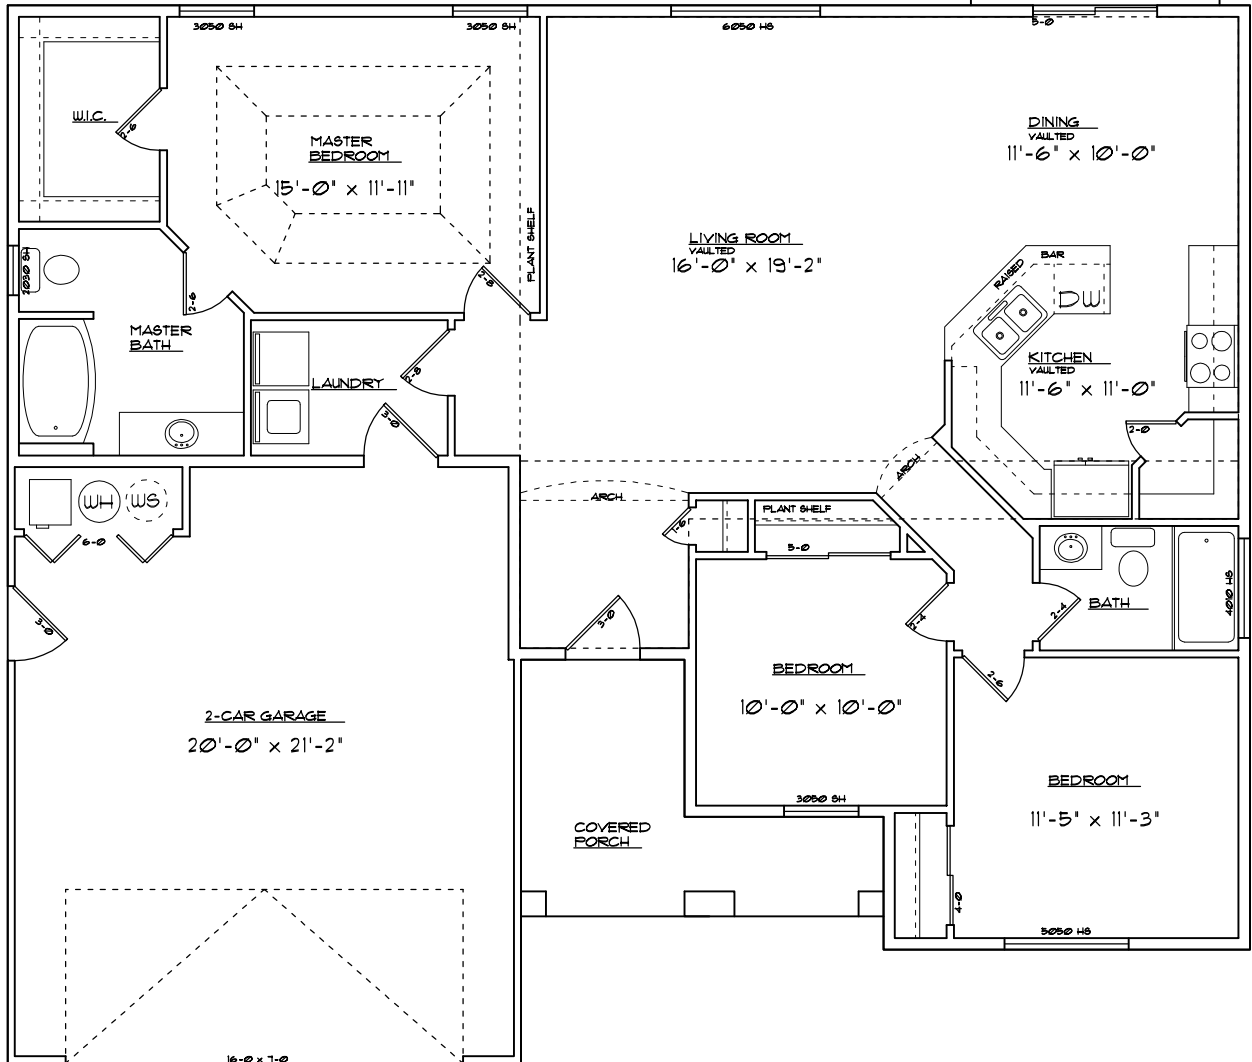 3050 SH
3050 SH
6050 HS
5-0
W.I.C.
2-6
MASTER
BEDROOM
15'-0" x 11'-11"
PLANT SHELF
DINING
VAULTED
11'-6" x 10'-0"
LIVING ROOM
VAULTED
16'-0" x 19'-2"
RAISED
BAR
DW
2030 SH
2-6
2-8
MASTER
BATH
LAUNDRY
2-8
3-0
KITCHEN
VAULTED
11'-6" x 11'-0"
2-0
ARCH
ARCH
WH
WS
6-0
PLANT SHELF
1-6
5-0
3-0
3-0
2-4
2-4
BATH
4010 HS
2-6
BEDROOM
10'-0" x 10'-0"
2-CAR GARAGE
20'-0" x 21'-2"
BEDROOM
11'-5" x 11'-3"
3050 SH
COVERED
PORCH
4-0
5050 HS
16-0 x 7-0